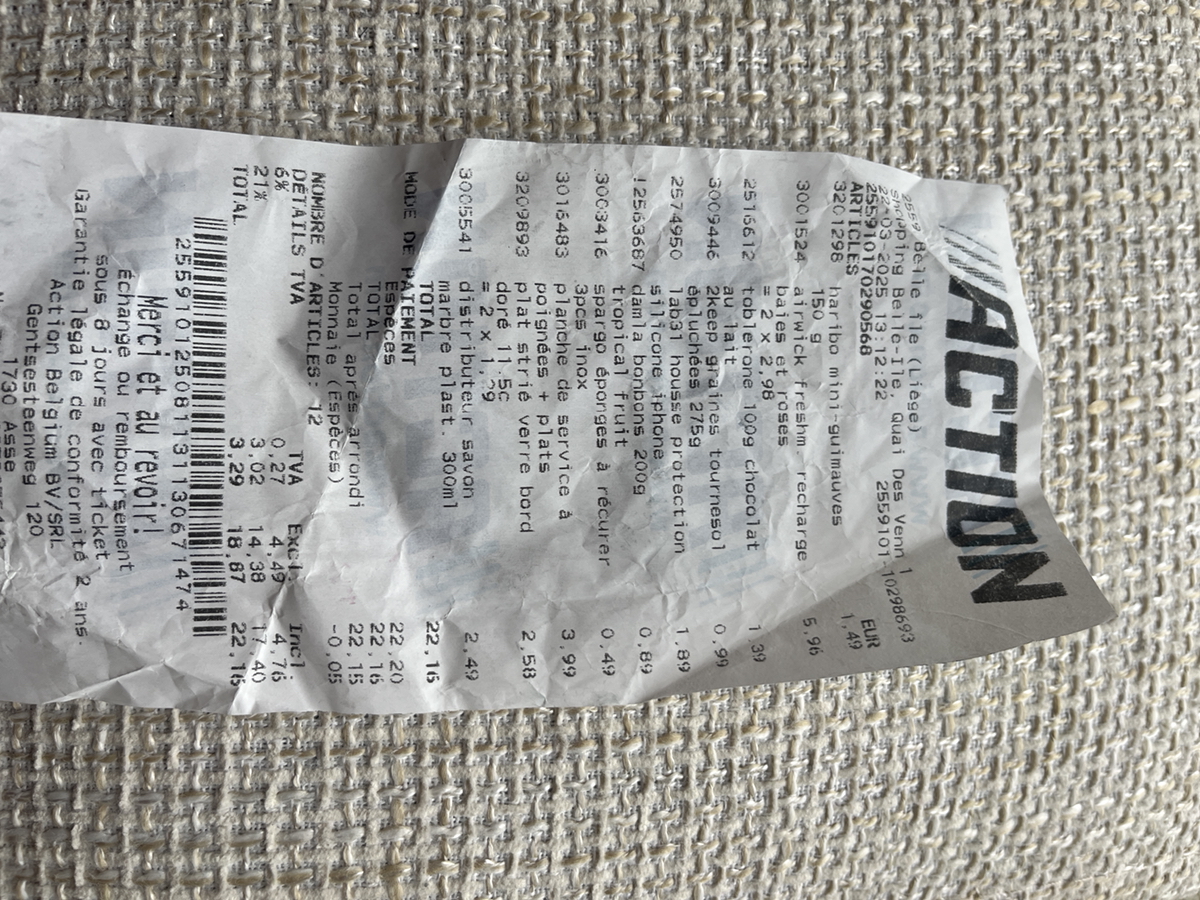 ACTION
2559 Belle île (Liège)
Shopping Belle-Ile, Quai Des Venn 1
22-03-2025 13:12:22 2559101-10298693
255910170290568
ARTICLES EUR
3201298 haribo mini-guimauves 1,49
150 g
3001524 airwick freshm. recharge 5,96
baies et roses
= 2 x 2,98
2516612 toblerone 100g chocolat 1,39
au lait
3009446 2keep graines tournesol 0,99
épluchées 275g
2574950 lab31 housse protection 1,89
silicone iphone
!2563687 damla bonbons 200g 0,89
tropical fruit
3003416 spargo éponges à récurer 0,49
3pcs inox
3016483 planche de service à 3,99
poignées + plats
3209893 plat strié verre bord 2,58
doré 11.5c
= 2 x 1,29
3005541 distributeur savon 2,49
marbre plast. 300ml
TOTAL 22,16
MODE DE PAIEMENT
Espèces 22,20
TOTAL 22,16
Total après arrondi 22,15
Monnaie (Espèces) -0,05
NOMBRE D'ARTICLES: 12
DÉTAILS TVA TVA Excl. Incl.
6% 0,27 4,49 4,76
21% 3,02 14,38 17,40
TOTAL 3,29 18,87 22,16
255910125081131130671474
Merci et au revoir!
Échange ou remboursement
sous 8 jours avec ticket
Garantie légale de conformité 2 ans.
Action Belgium BV/SRL
Gentsesteenweg 120
1730 Asse